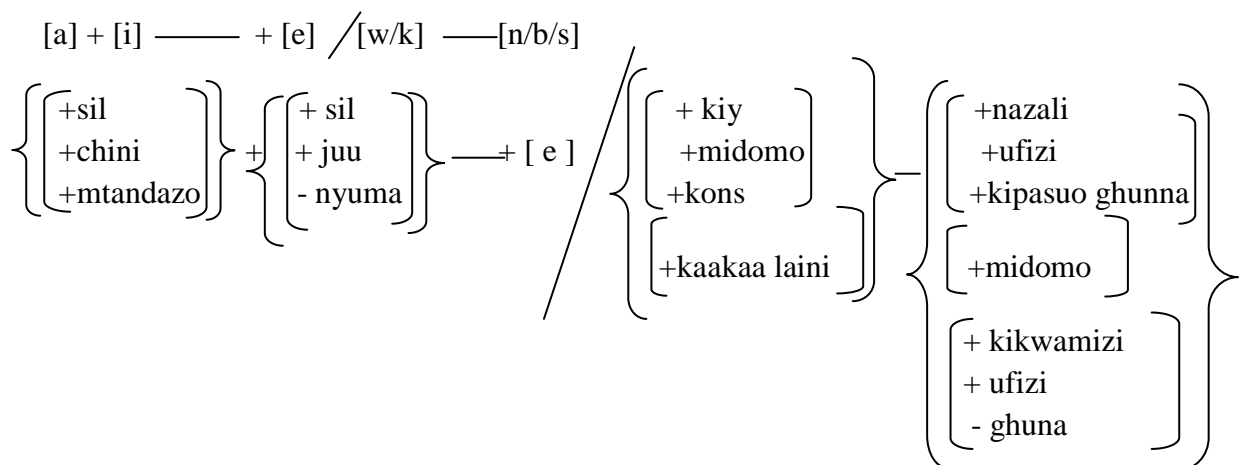 [a] + [i] —— + [e] /[w/k] ——[n/b/s]
+sil
+chini
+mtandazo
+
+ sil
+ juu
- nyuma
——+ [ e ]
+ kiy
+midomo
+kons
+kaakaa laini
—
+nazali
+ufizi
+kipasuo ghunna
+midomo
+ kikwamizi
+ ufizi
- ghuna